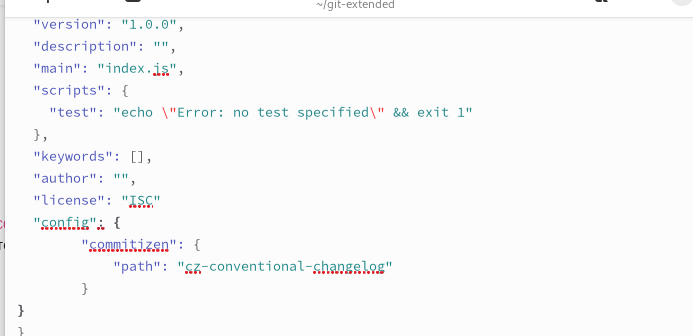 ~/git-extended
"version": "1.0.0",
"description": "",
"main": "index.js",
"scripts": {
"test": "echo \"Error: no test specified\" && exit 1"
},
"keywords": [],
"author": "",
"license": "ISC"
"config": {
"commitizen": {
"path": "cz-conventional-changelog"
}
}
}